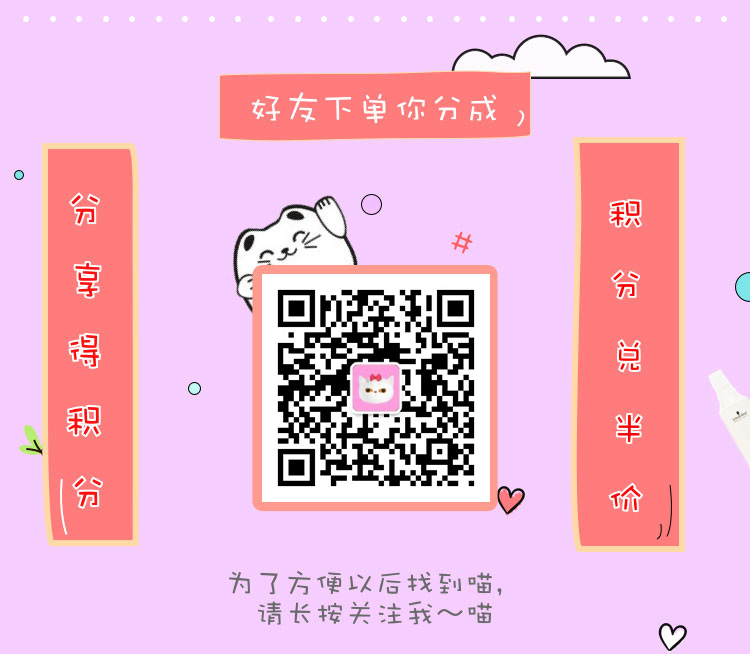 好友下单你分成,
分享得积分
积分兑半价
为了方便以后找到喵,
请长按关注我～喵